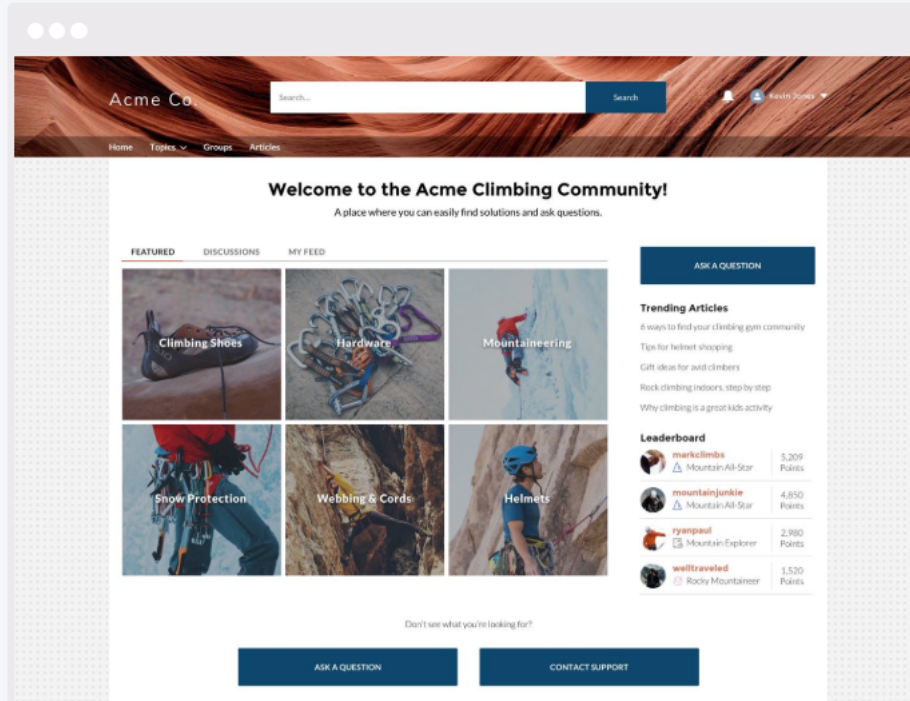 Acme Co.
Search...
Search
Kevin Jones
Home Topics Groups Articles
Welcome to the Acme Climbing Community!
A place where you can easily find solutions and ask questions.
FEATURED DISCUSSIONS MY FEED
Climbing Shoes
Hardware
Mountaineering
Snow Protection
Webbing & Cords
Helmets
ASK A QUESTION
Trending Articles
6 ways to find your climbing gym community
Tips for helmet shopping
Gift ideas for avid climbers
Rock climbing indoors, step by step
Why climbing is a great kids activity
Leaderboard
markclimbs
Mountain All-Star
5,209
Points
mountainjunkie
Mountain All-Star
4,850
Points
ryanpaul
Mountain Explorer
2,980
Points
welltraveled
Rocky Mountaineer
1,520
Points
Don't see what you're looking for?
ASK A QUESTION
CONTACT SUPPORT